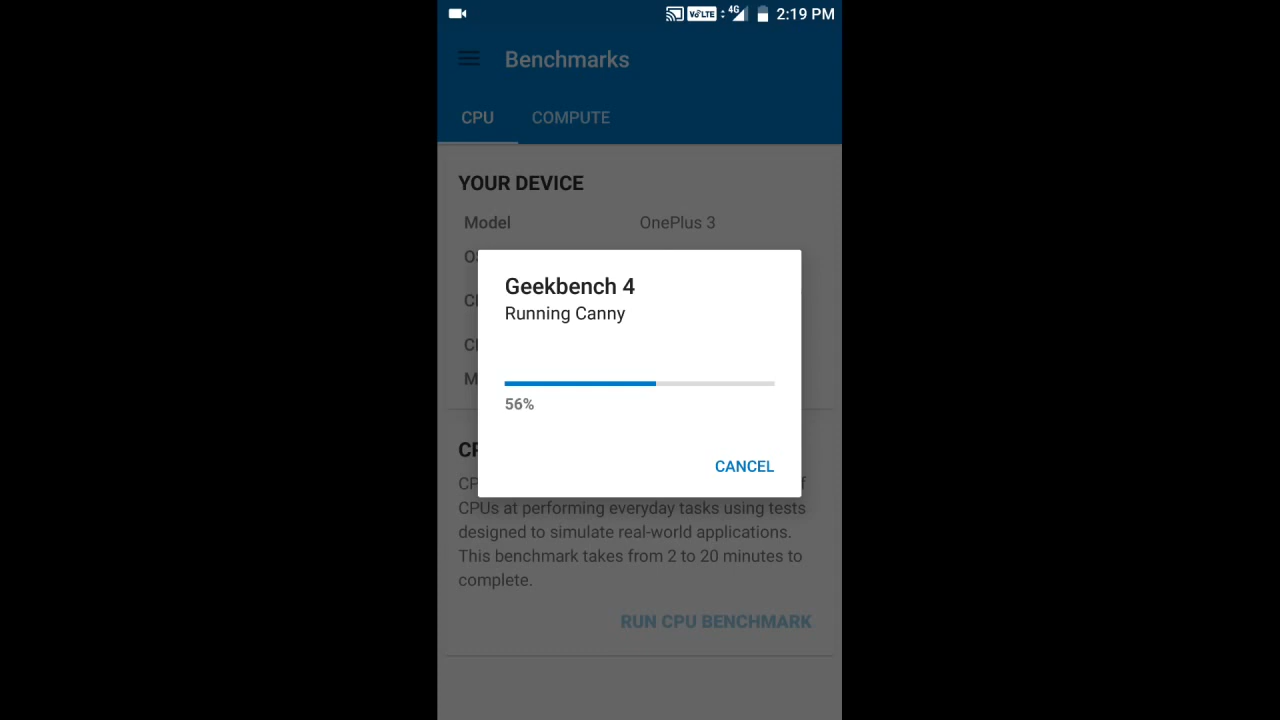 VoLTE 4G 2:19 PM
Benchmarks
CPU COMPUTE
YOUR DEVICE
Model OnePlus 3
Geekbench 4
Running Canny
56%
CANCEL
CPUs at performing everyday tasks using tests
designed to simulate real-world applications.
This benchmark takes from 2 to 20 minutes to
complete.
RUN CPU BENCHMARK